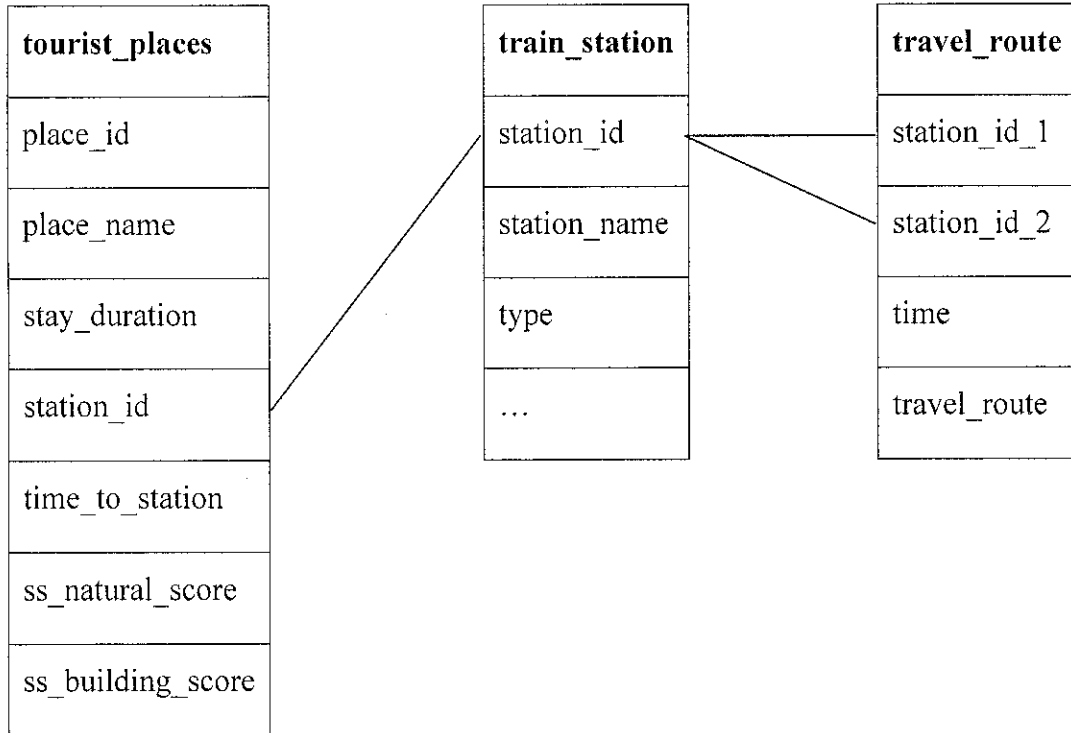 tourist_places
place_id
place_name
stay_duration
station_id
time_to_station
ss_natural_score
ss_building_score
train_station
station_id
station_name
type
...
travel_route
station_id_1
station_id_2
time
travel_route